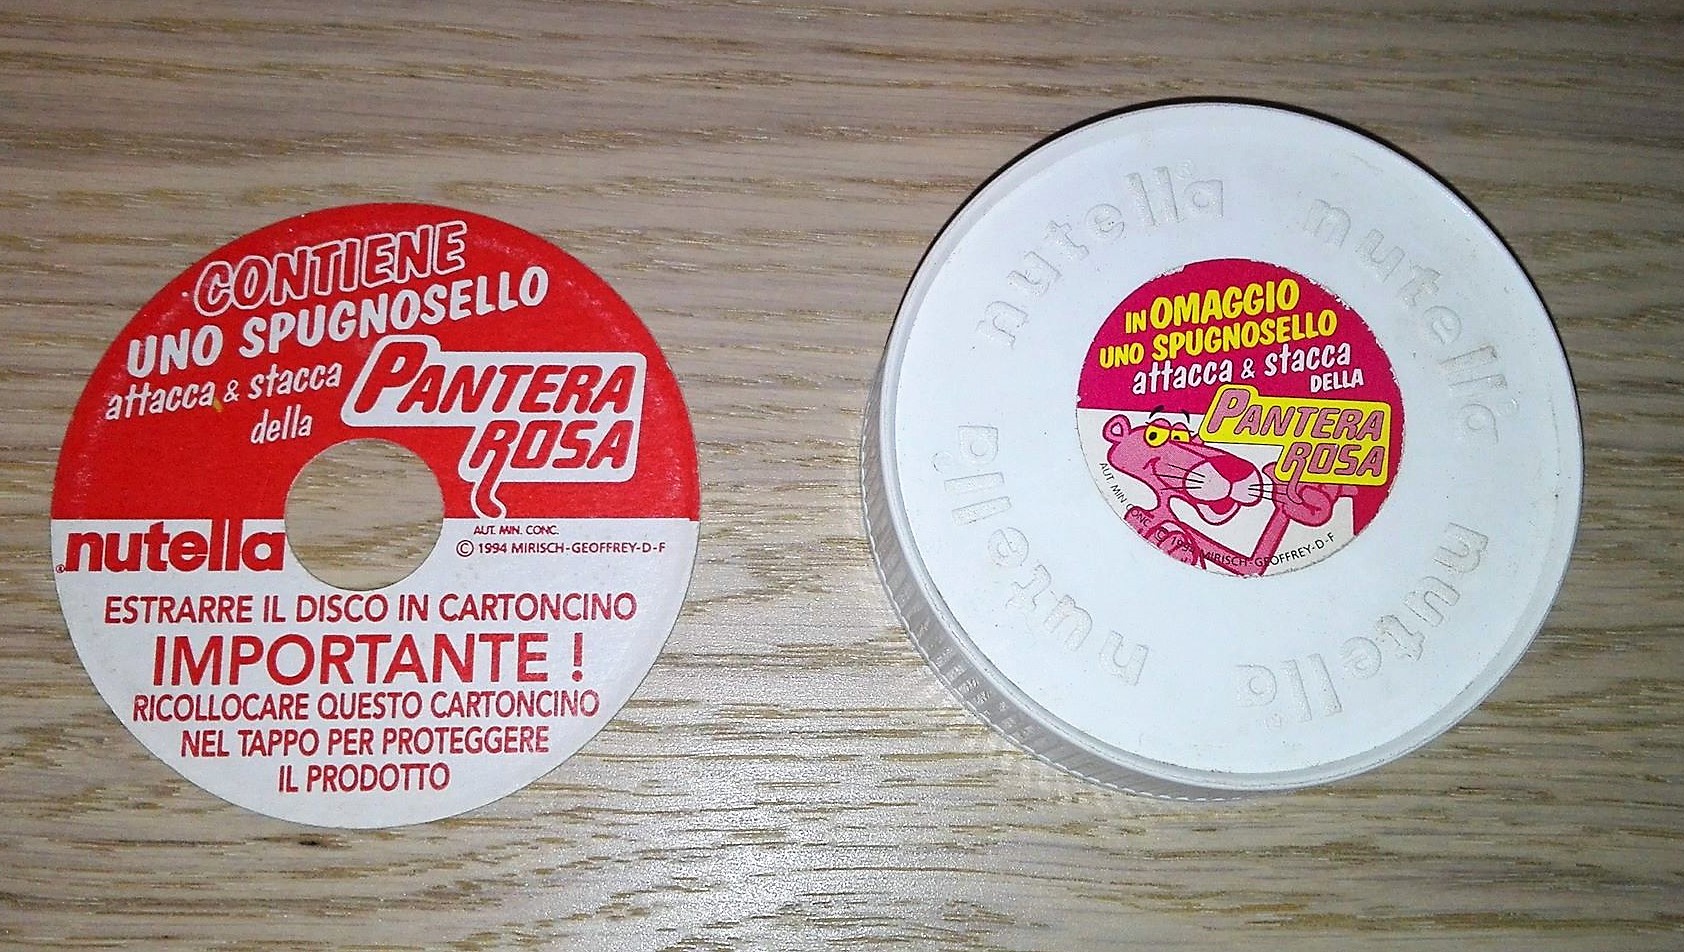 CONTIENE
UNO SPUGNOSELLO
attacca & stacca
della
PANTERA
ROSA
nutella
®
AUT. MIN. CONC.
© 1994 MIRISCH-GEOFFREY-D-F
ESTRARRE IL DISCO IN CARTONCINO
IMPORTANTE !
RICOLLOCARE QUESTO CARTONCINO
NEL TAPPO PER PROTEGGERE
IL PRODOTTO
nutella
nutella
nutella
nutella
nutella
IN OMAGGIO
UNO SPUGNOSELLO
attacca & stacca
DELLA
PANTERA
ROSA
AUT. MIN. CONC.
© 1994 MIRISCH-GEOFFREY-D-F